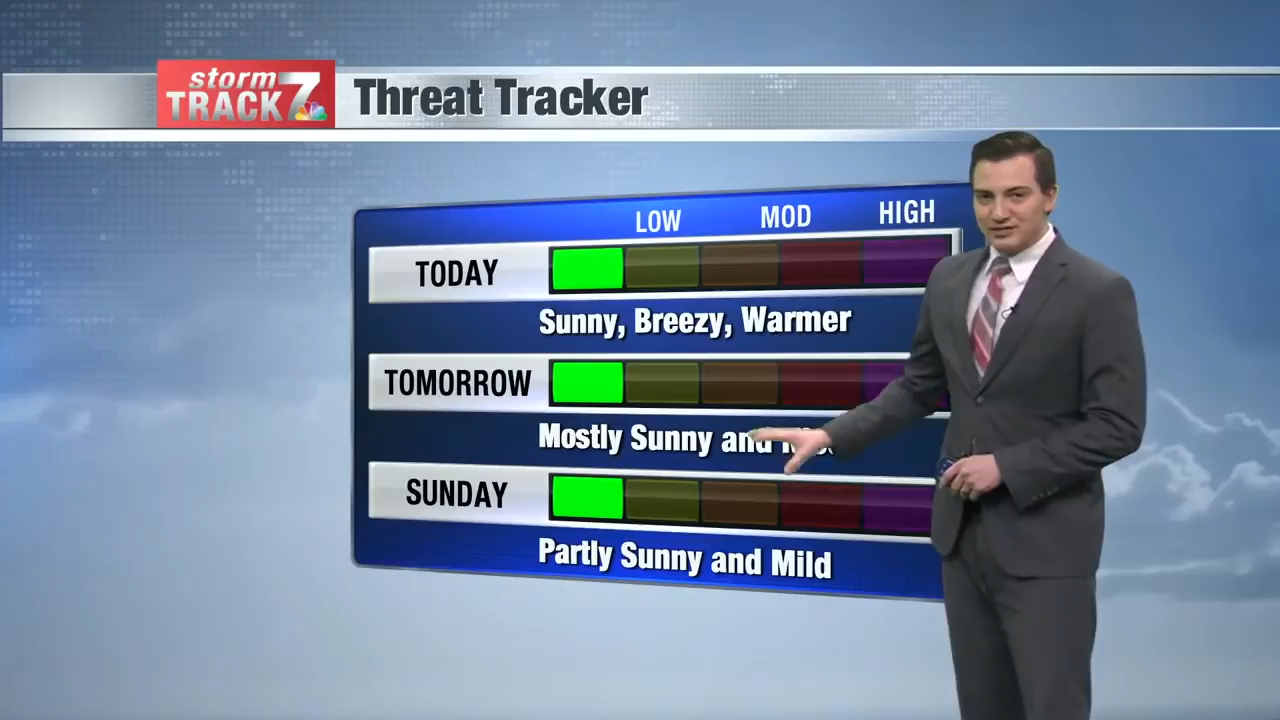 storm
TRACK 7
Threat Tracker
LOW MOD HIGH
TODAY
Sunny, Breezy, Warmer
TOMORROW
Mostly Sunny and
SUNDAY
Partly Sunny and Mild